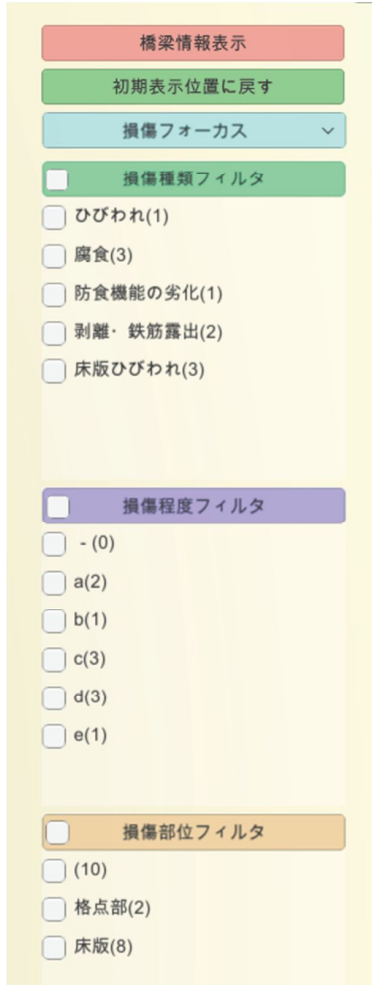 橋梁情報表示
初期表示位置に戻す
損傷フォーカス
損傷種類フィルタ
ひびわれ(1)
腐食(3)
防食機能の劣化(1)
剥離・鉄筋露出(2)
床版ひびわれ(3)
損傷程度フィルタ
- (0)
a(2)
b(1)
c(3)
d(3)
e(1)
損傷部位フィルタ
(10)
格点部(2)
床版(8)